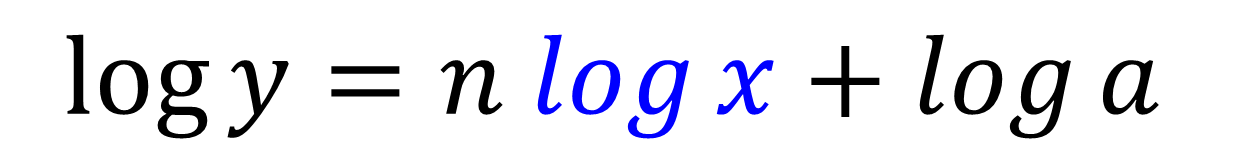 log y = n log x + log a